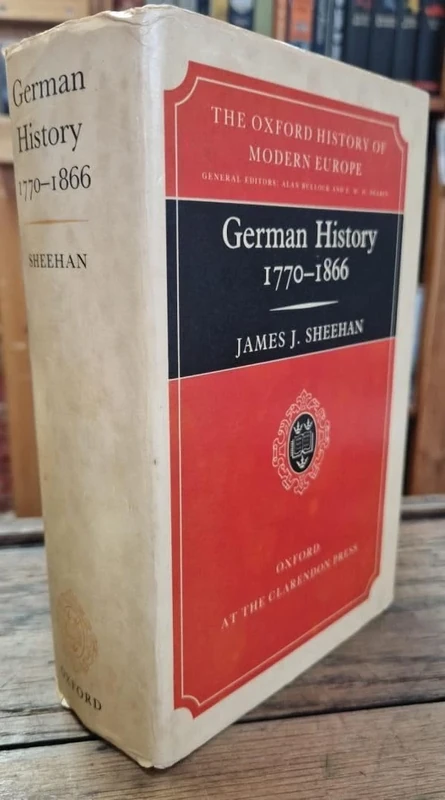 German
History
1770–1866
SHEEHAN
OXFORD
THE OXFORD HISTORY OF
MODERN EUROPE
GENERAL EDITORS: ALAN BULLOCK AND F. W. D. DEAKIN
German History
1770–1866
JAMES J. SHEEHAN
OXFORD
AT THE CLARENDON PRESS